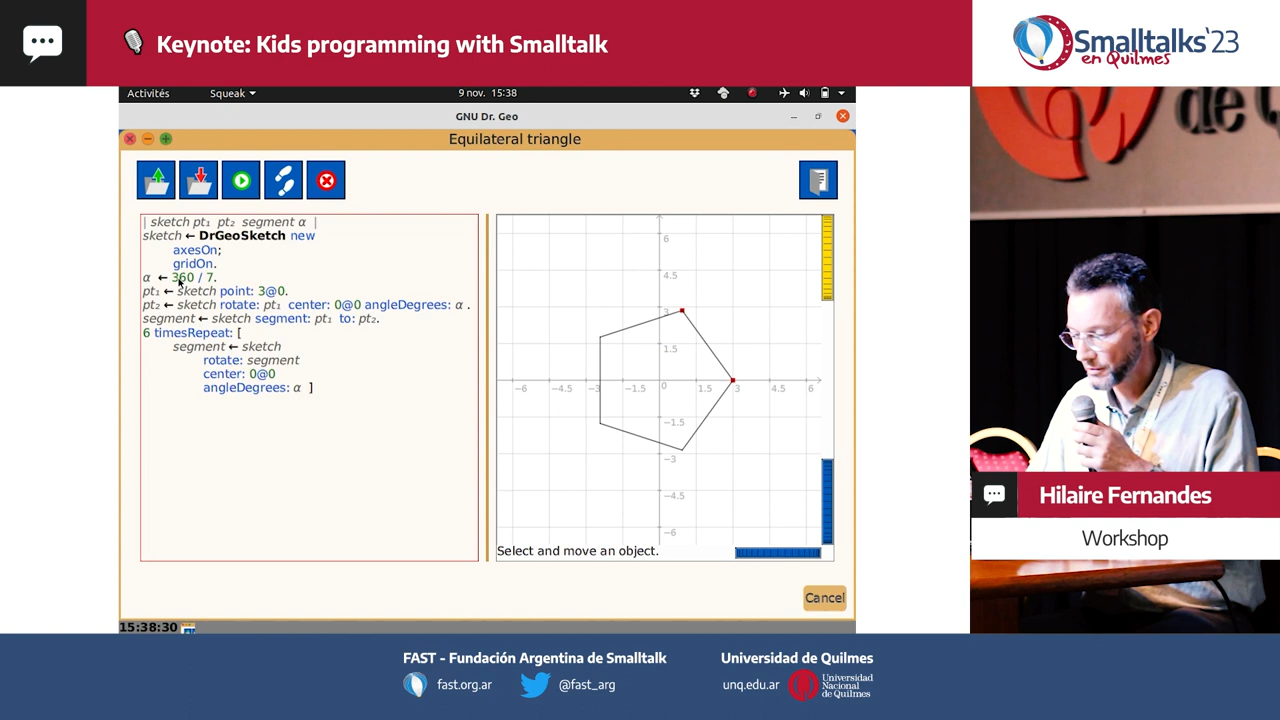 Keynote: Kids programming with Smalltalk
Smalltalks'23
en Quilmes
Activités Squeak 9 nov. 15:38
GNU Dr. Geo
Equilateral triangle
| sketch pt₁ pt₂ segment α |
sketch ← DrGeoSketch new
axesOn;
gridOn.
α ← 360 / 7.
pt₁ ← sketch point: 3@0.
pt₂ ← sketch rotate: pt₁ center: 0@0 angleDegrees: α .
segment ← sketch segment: pt₁ to: pt₂.
6 timesRepeat: [
segment ← sketch
rotate: segment
center: 0@0
angleDegrees: α ]
6
4.5
3
1.5
−6 −4.5 −3 −1.5 0 1.5 3 4.5 6
−1.5
−3
−4.5
−6
Select and move an object.
Cancel
15:38:30
de Q
Hilaire Fernandes
Workshop
FAST - Fundación Argentina de Smalltalk
fast.org.ar @fast_arg
Universidad de Quilmes
unq.edu.ar
Universidad
Nacional
de Quilmes